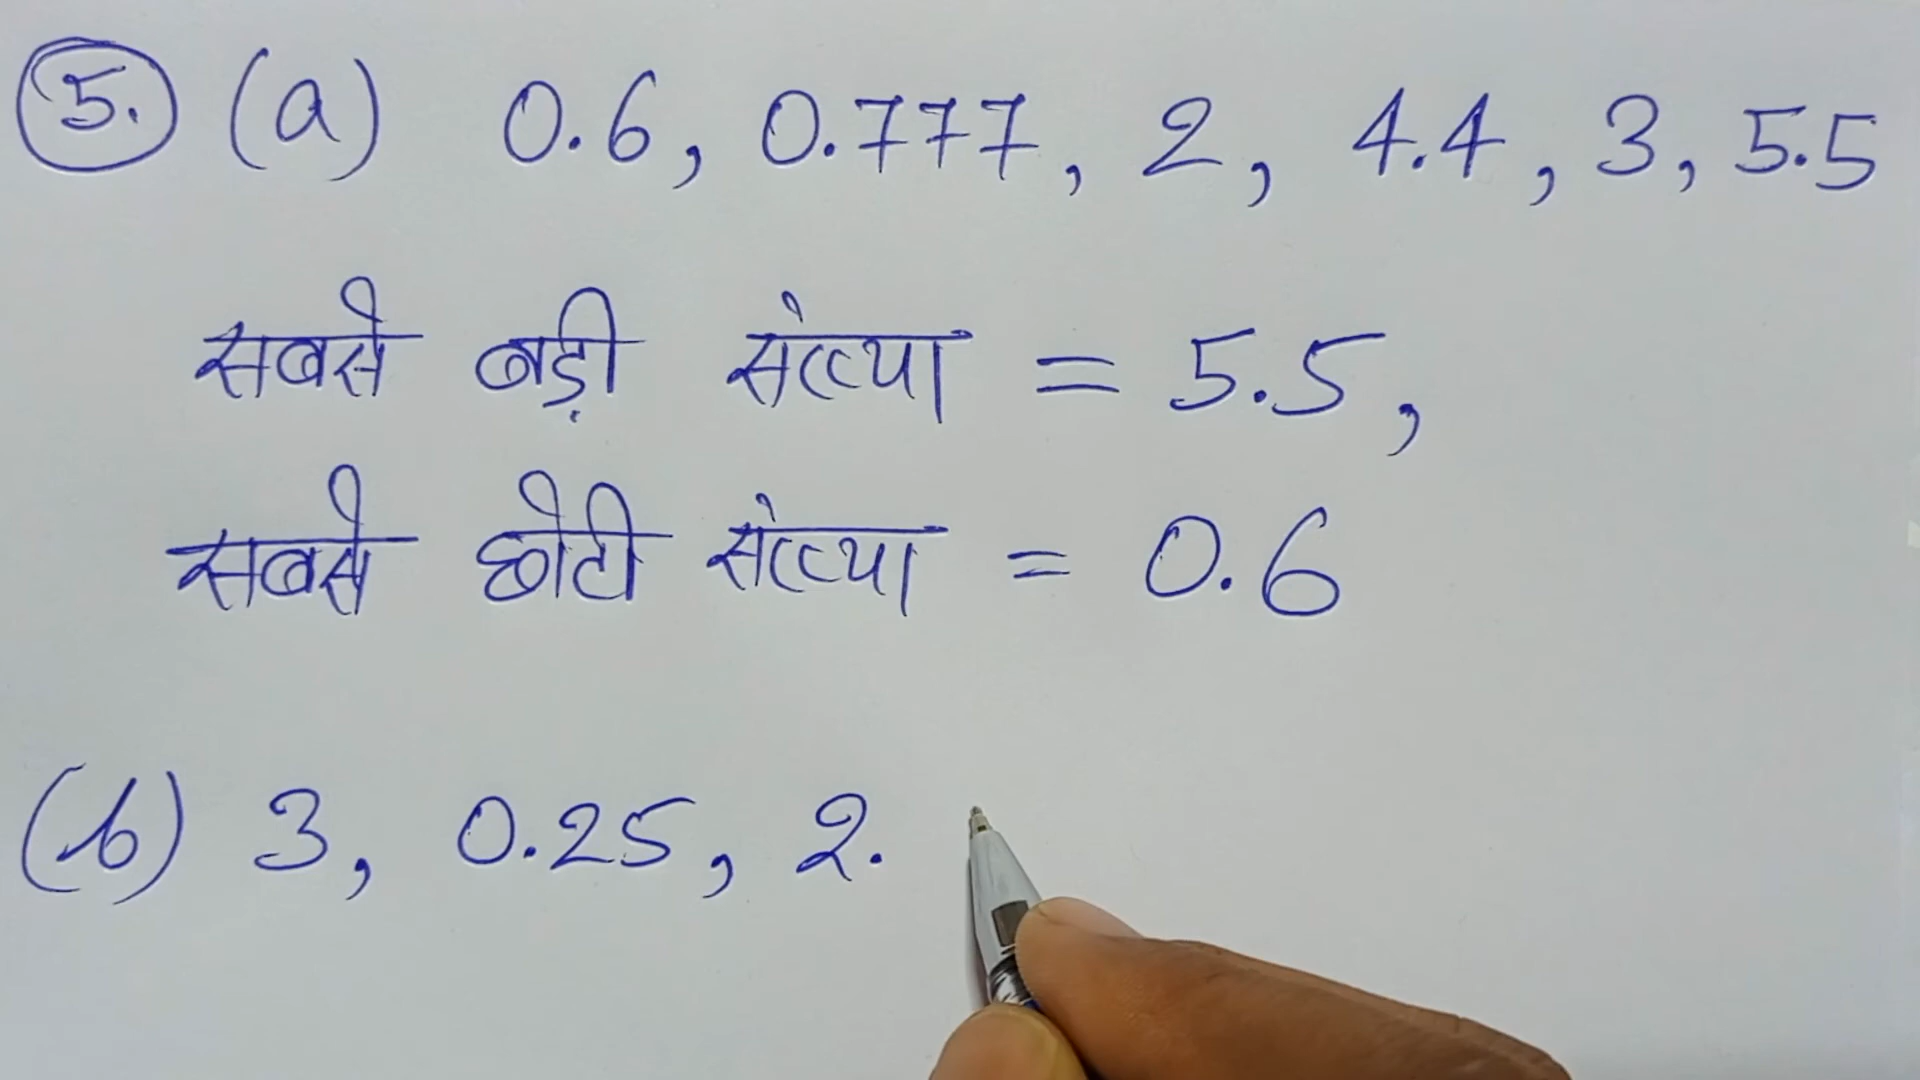 5. (a) 0.6, 0.777, 2, 4.4, 3, 5.5
सबसे बड़ी संख्या = 5.5,
सबसे छोटी संख्या = 0.6
(b) 3, 0.25, 2.